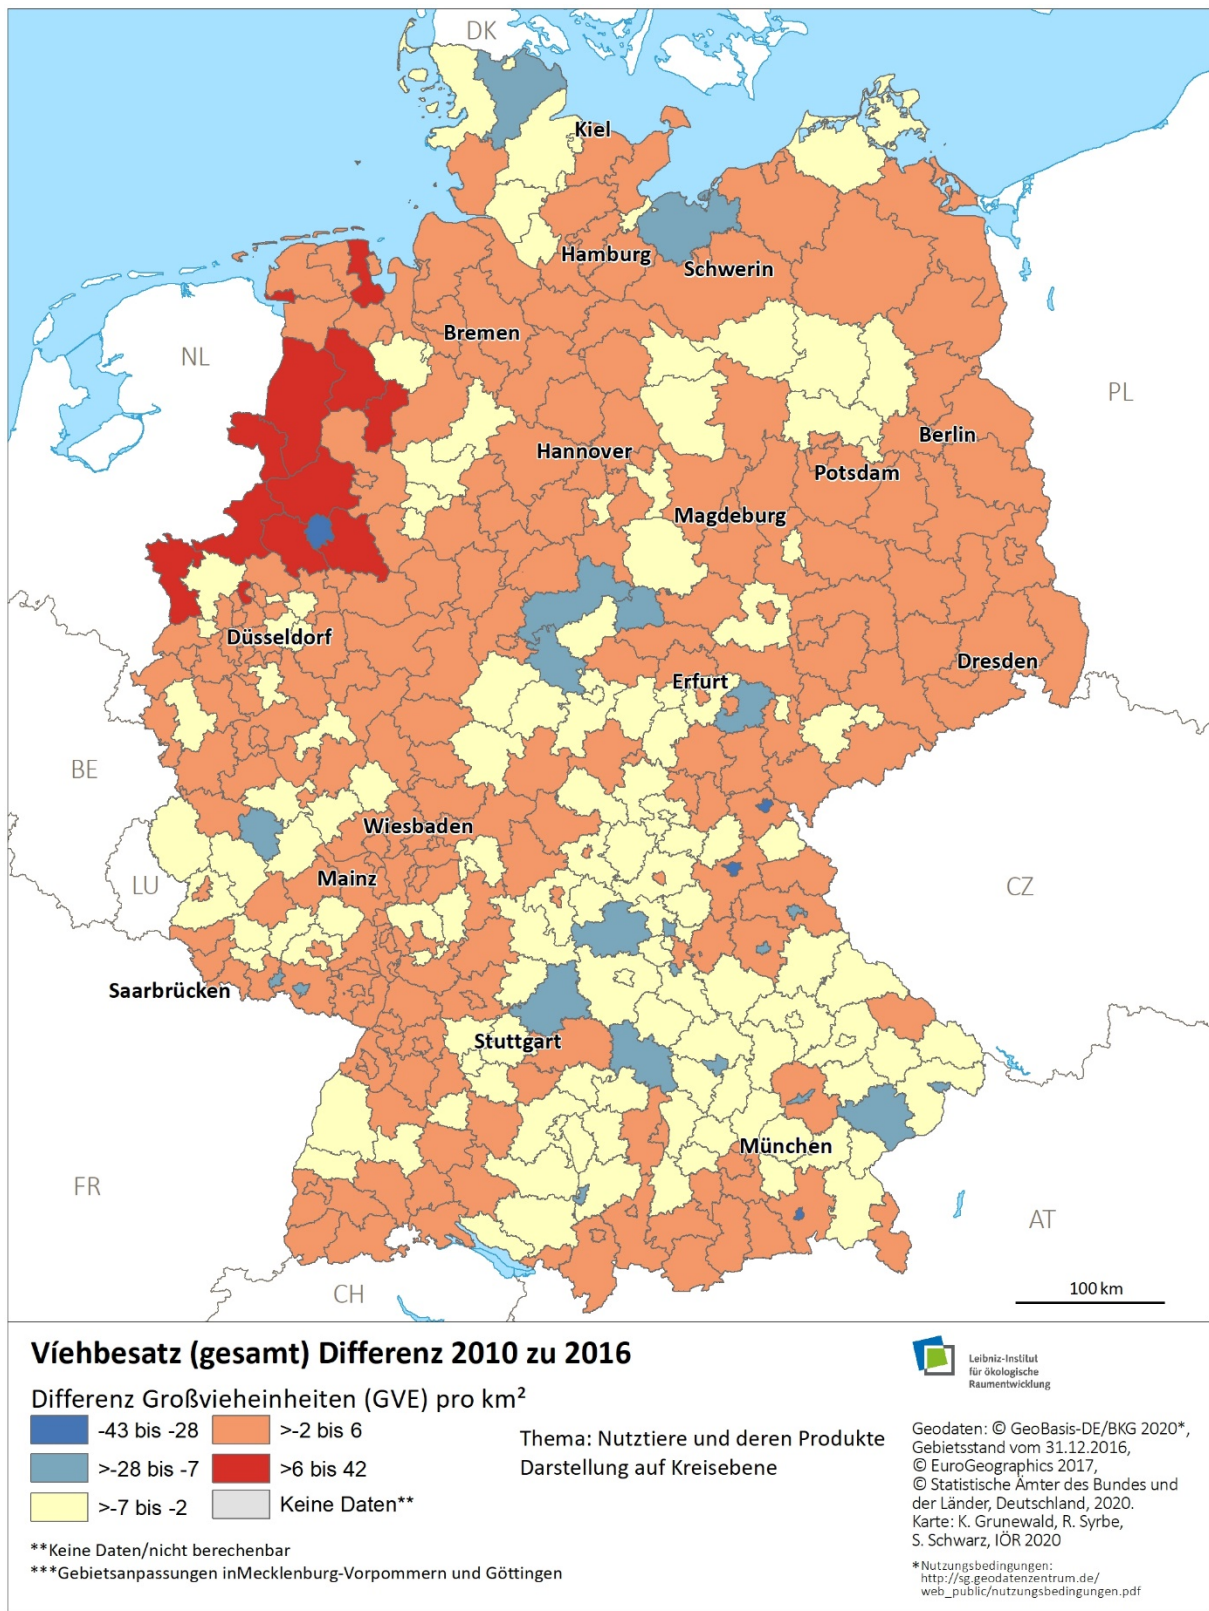 DK
Kiel
Hamburg
Schwerin
Bremen
NL
PL
Berlin
Hannover
Potsdam
Magdeburg
Düsseldorf
Dresden
Erfurt
BE
Wiesbaden
LU
Mainz
CZ
Saarbrücken
Stuttgart
München
FR
AT
CH
100 km
Víehbesatz (gesamt) Differenz 2010 zu 2016
Differenz Großvieheinheiten (GVE) pro km²
-43 bis -28
>-2 bis 6
>-28 bis -7
>6 bis 42
>-7 bis -2
Keine Daten**
**Keine Daten/nicht berechenbar
***Gebietsanpassungen inMecklenburg-Vorpommern und Göttingen
Thema: Nutztiere und deren Produkte
Darstellung auf Kreisebene
Leibniz-Institut
für ökologische
Raumentwicklung
Geodaten: © GeoBasis-DE/BKG 2020*,
Gebietsstand vom 31.12.2016,
© EuroGeographics 2017,
© Statistische Ämter des Bundes und
der Länder, Deutschland, 2020.
Karte: K. Grunewald, R. Syrbe,
S. Schwarz, IÖR 2020
*Nutzungsbedingungen:
http://sg.geodatenzentrum.de/
web_public/nutzungsbedingungen.pdf